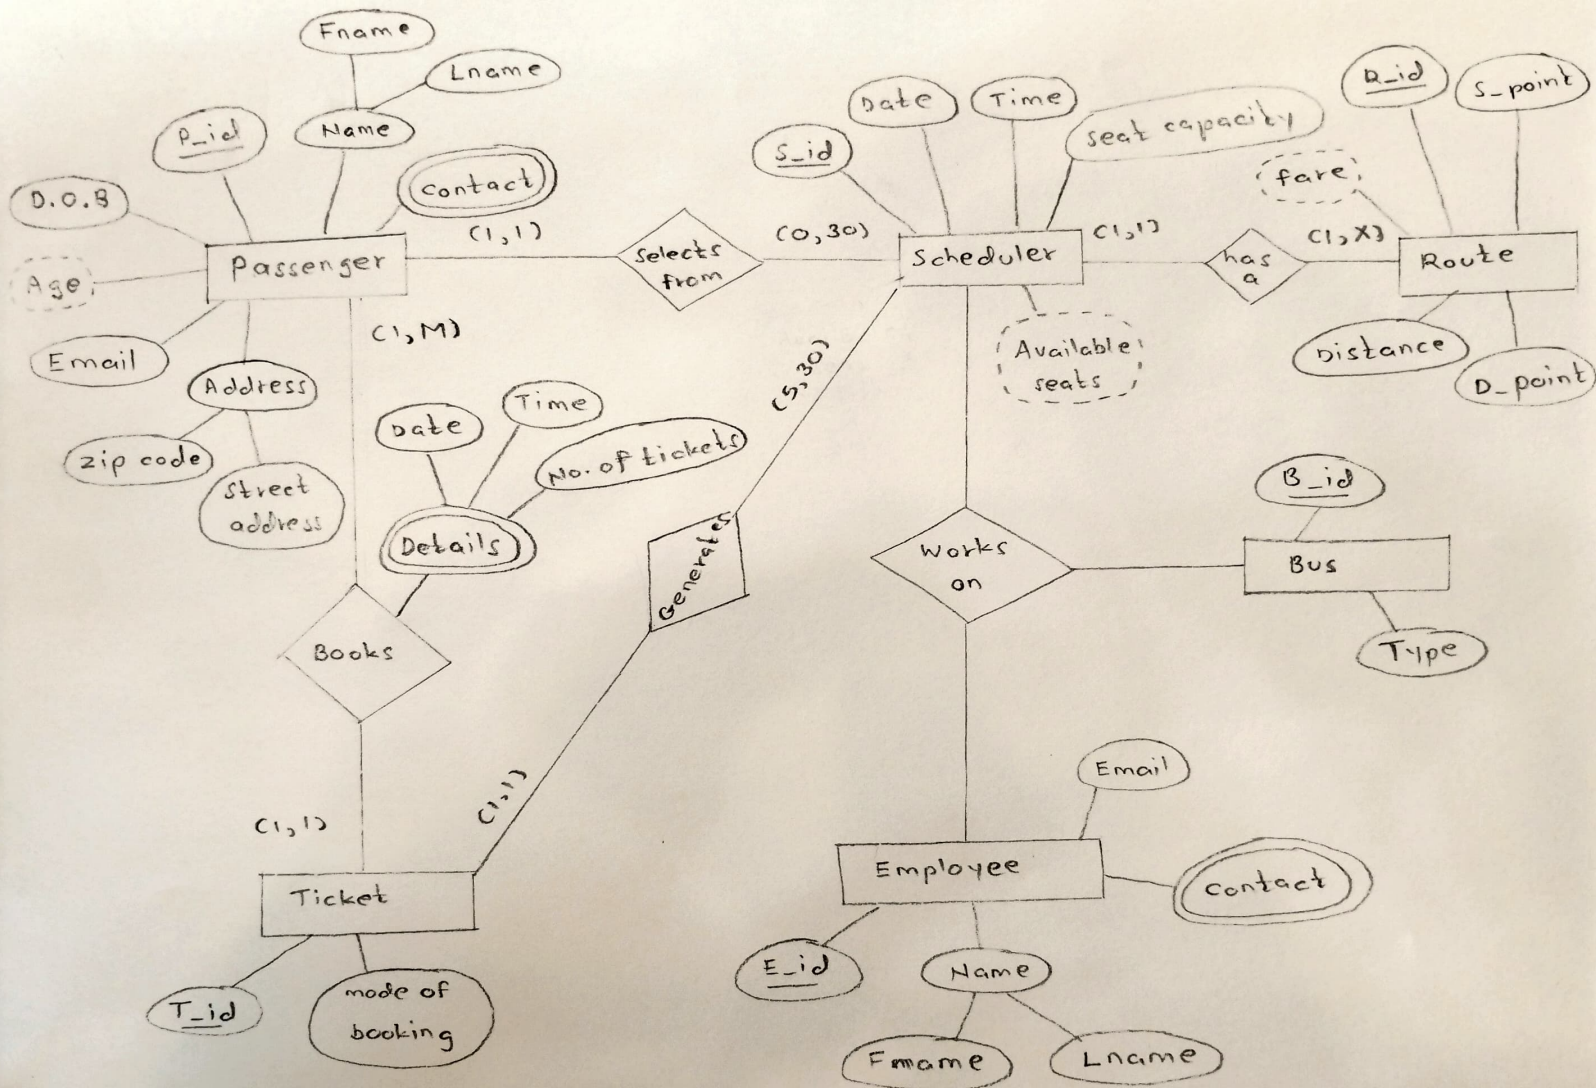 Fname
Lname
P_id
Name
Contact
D.O.B
Age
Passenger
Email
Address
zip code
Street
address
(1,1)
Selects
from
(0,30)
S_id
Date
Time
seat capacity
Scheduler
Available
seats
(1,1)
has
a
(1,X)
R_id
S_point
fare
Route
Distance
D_point
(1,M)
Date
Time
No. of tickets
Details
Books
(5,30)
Generates
(1,1)
Works
on
B_id
Bus
Type
(1,1)
Ticket
T_id
mode of
booking
Email
Employee
Contact
E_id
Name
Fmame
Lname